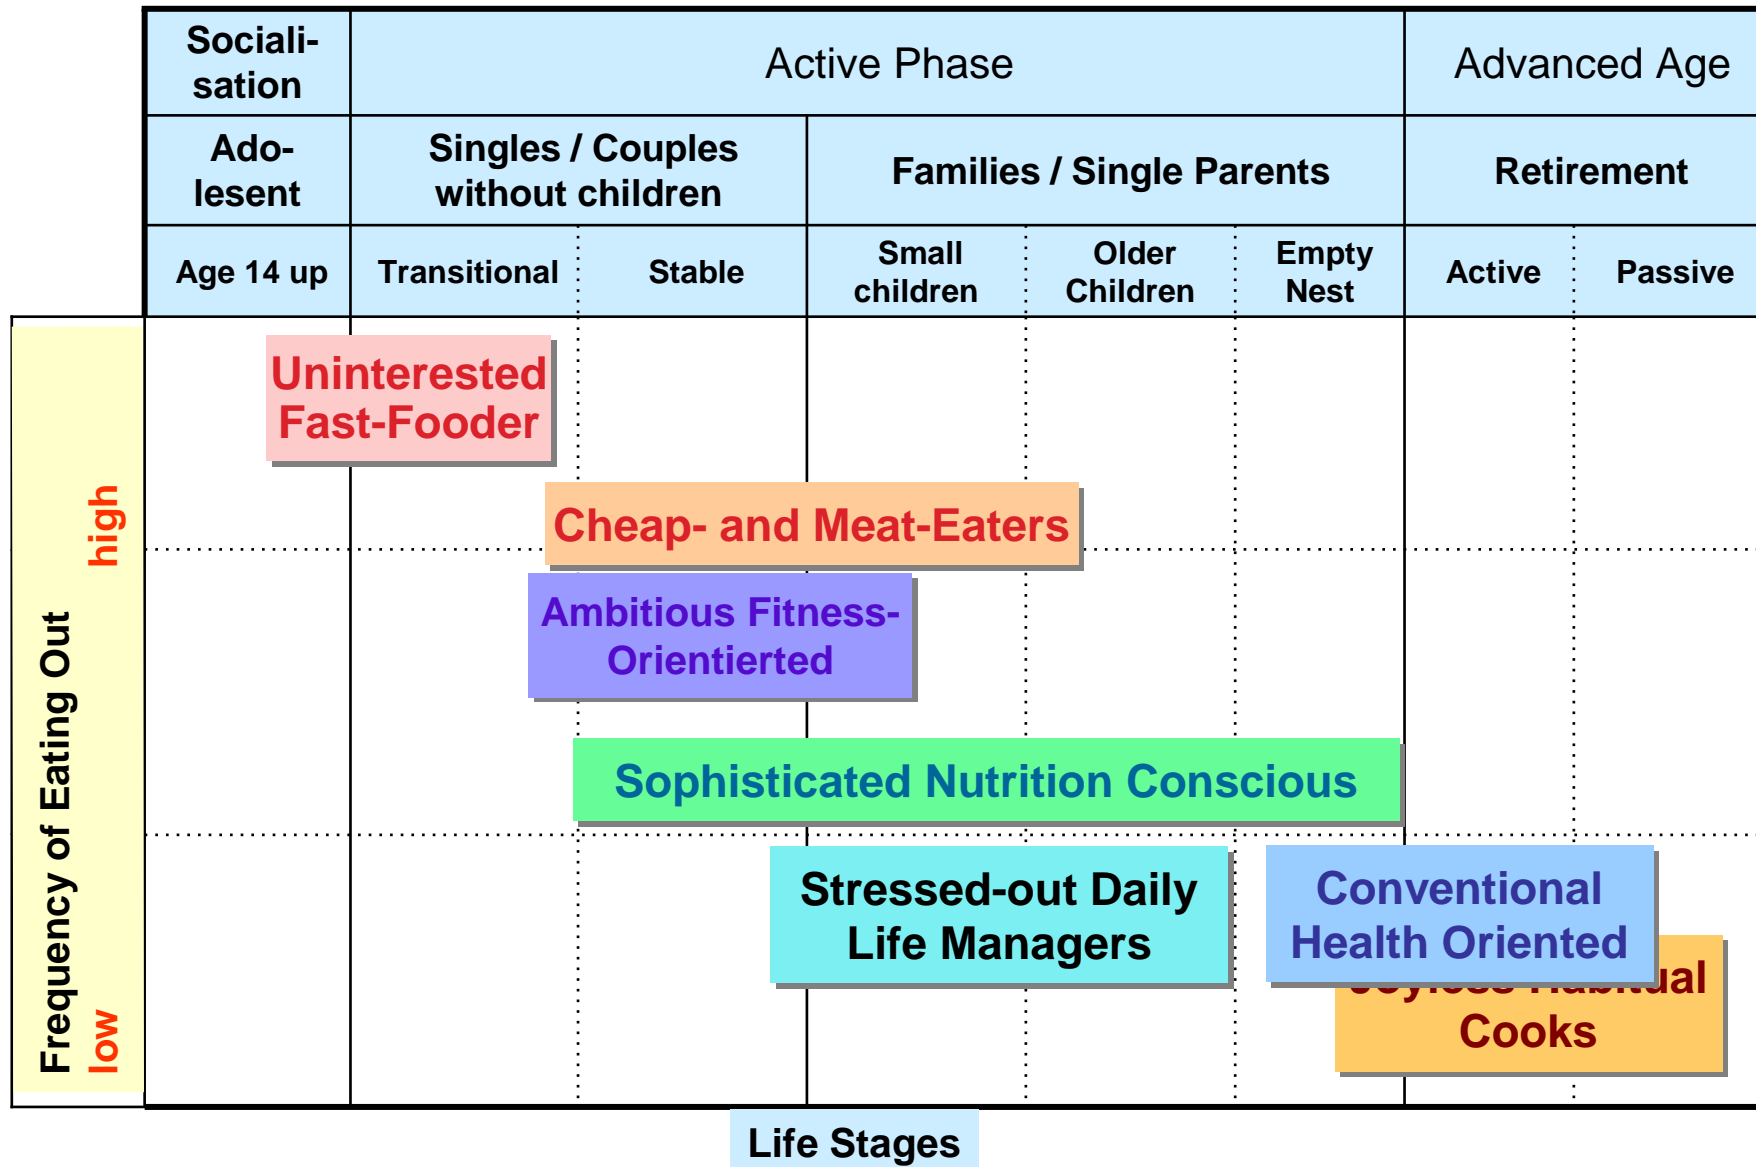 Sociali-
sation
Active Phase
Advanced Age
Ado-
lesent
Singles / Couples
without children
Families / Single Parents
Retirement
Age 14 up
Transitional
Stable
Small
children
Older
Children
Empty
Nest
Active
Passive
Frequency of Eating Out
high
low
Uninterested
Fast-Fooder
Cheap- and Meat-Eaters
Ambitious Fitness-
Orientierted
Sophisticated Nutrition Conscious
Stressed-out Daily
Life Managers
Conventional
Health Oriented
Joyless Habitual
Cooks
Life Stages